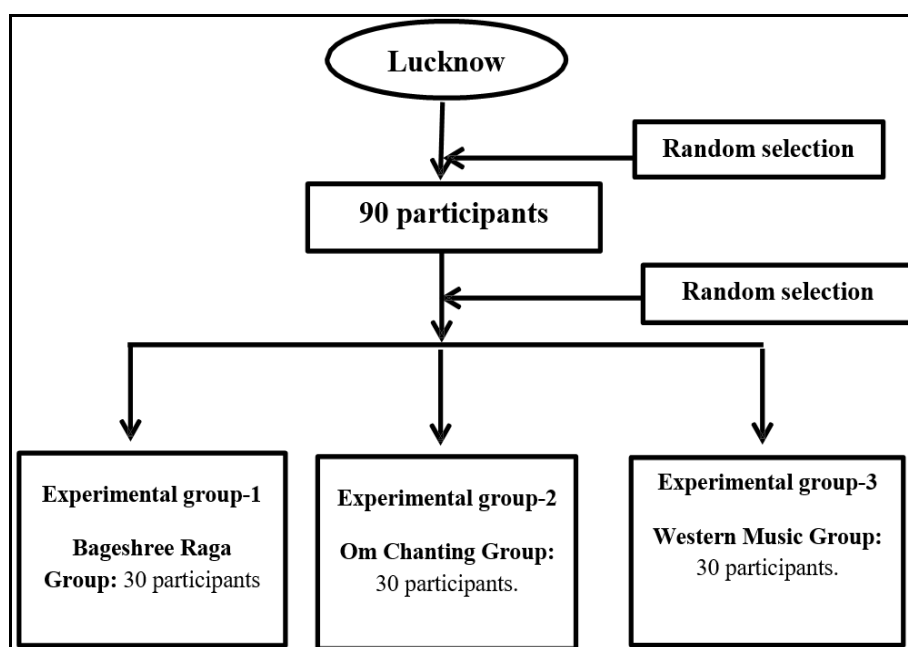 Lucknow
Random selection
90 participants
Random selection
Experimental group-1
Bageshree Raga
Group: 30 participants
Experimental group-2
Om Chanting Group:
30 participants.
Experimental group-3
Western Music Group:
30 participants.